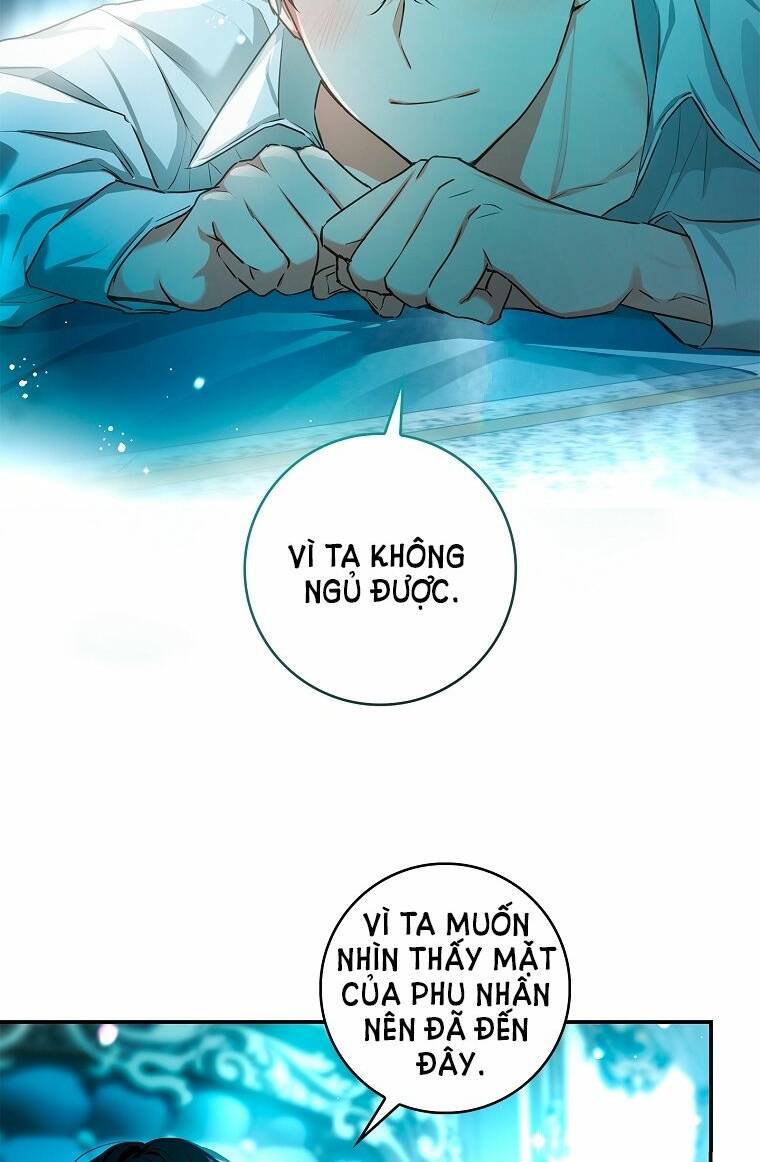 VÌ TA KHÔNG
NGỦ ĐƯỢC.
VÌ TA MUỐN
NHÌN THẤY MẶT
CỦA PHU NHÂN
NÊN ĐÃ ĐẾN
ĐÂY.